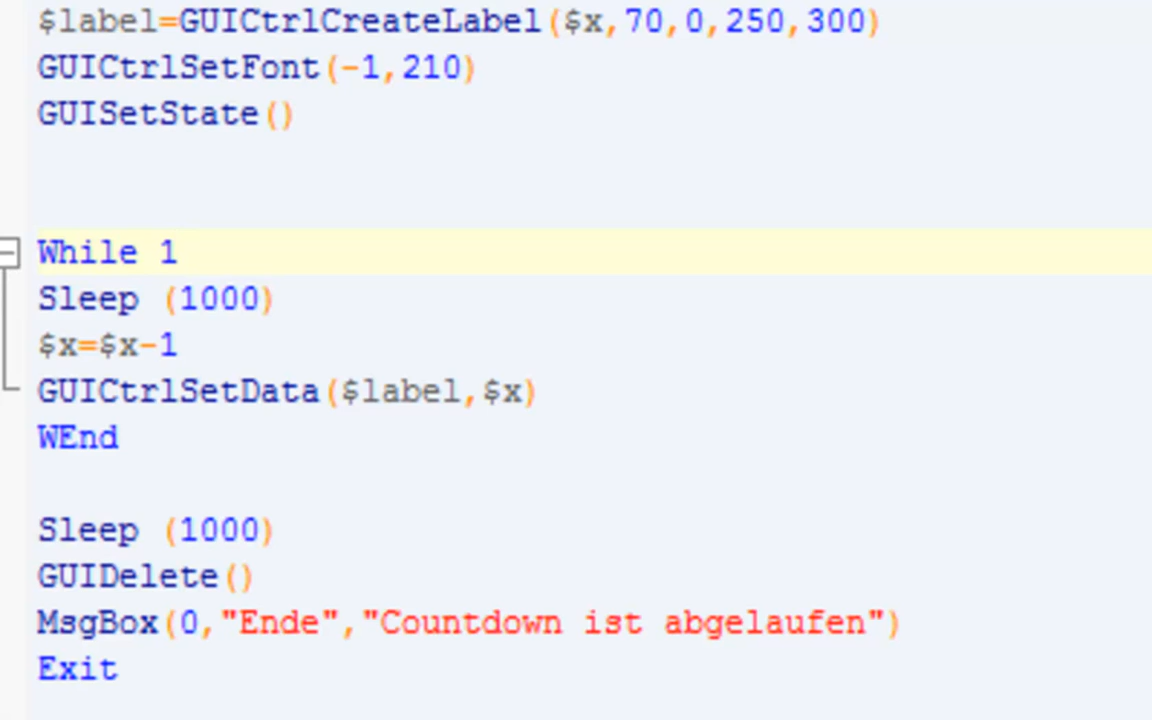 $label=GUICtrlCreateLabel($x,70,0,250,300)
GUICtrlSetFont(-1,210)
GUISetState()
While 1
Sleep (1000)
$x=$x-1
GUICtrlSetData($label,$x)
WEnd
Sleep (1000)
GUIDelete()
MsgBox(0,"Ende","Countdown ist abgelaufen")
Exit